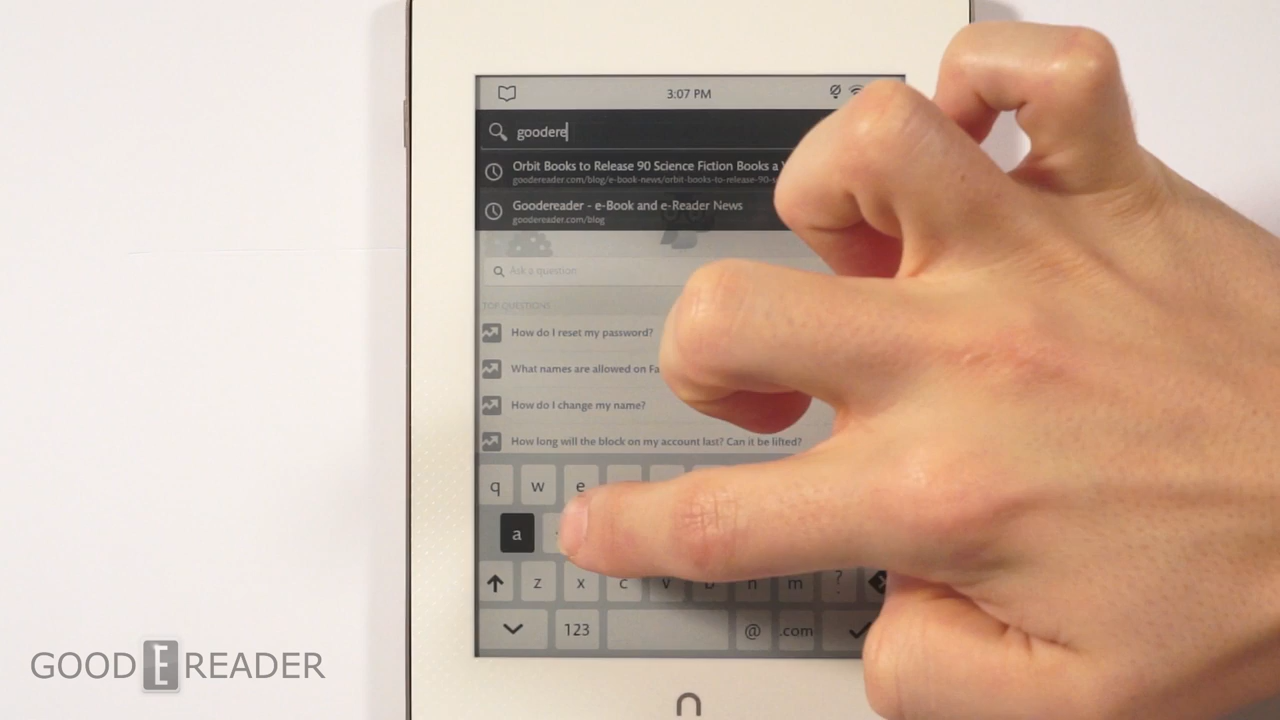 3:07 PM
goodere
Orbit Books to Release 90 Science Fiction Books a
goodereader.com/blog/e-book-news/orbit-books-to-release-90-s
Goodereader - e-Book and e-Reader News
goodereader.com/blog
Ask a question
TOP QUESTIONS
How do I reset my password?
What names are allowed on Fa
How do I change my name?
How long will the block on my account last? Can it be lifted?
q w e
a
z x c v b n m ?
123 @ .com
GOOD E READER
n